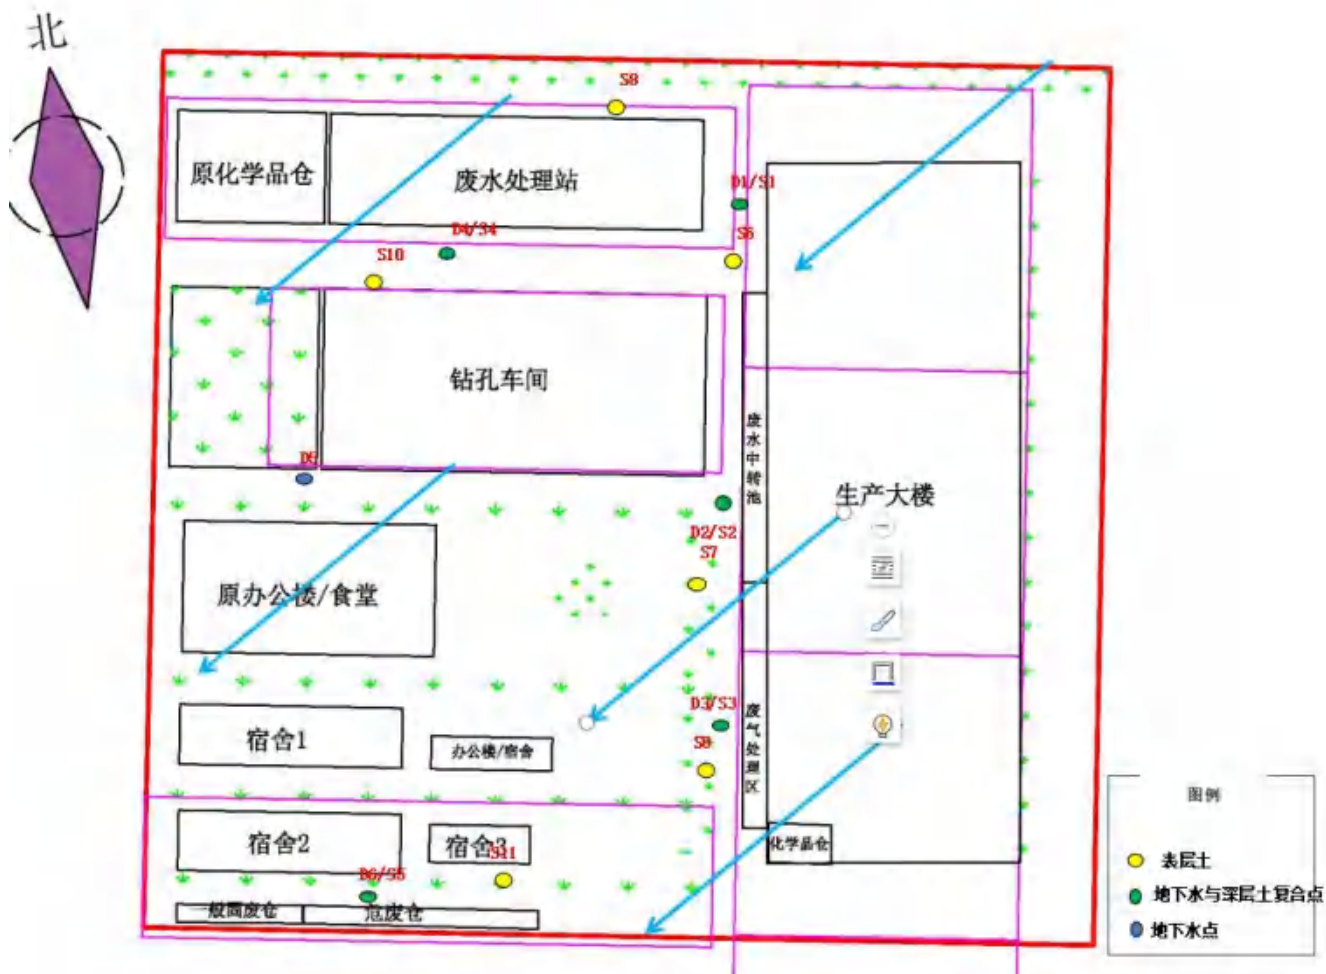 北
S8
原化学品仓
废水处理站
D1/S1
D4/S4
S6
S10
钻孔车间
废水中转池
D5
生产大楼
D2/S2
S7
原办公楼/食堂
D3/S3
宿舍1
办公楼/宿舍
废气处理区
图例
宿舍2
宿舍3
S11
化学品仓
表层土
D6/S5
地下水与深层土复合点
一般固废仓
危废仓
地下水点